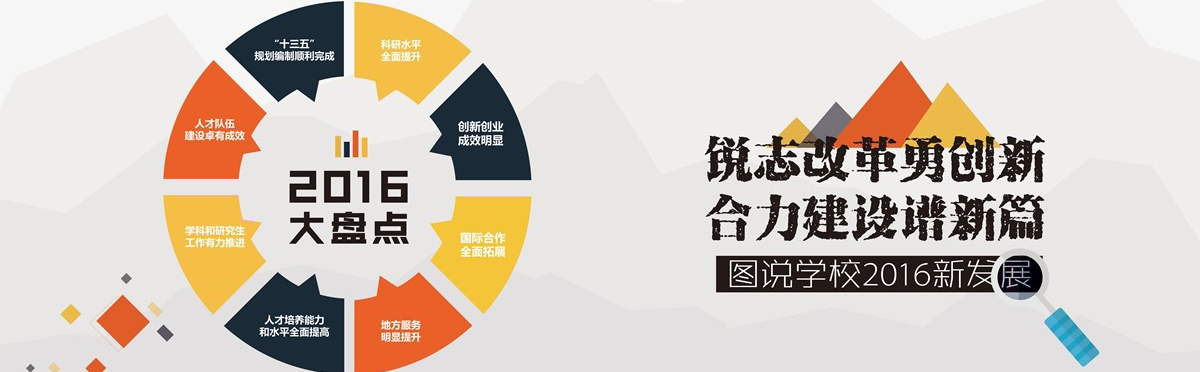 “十三五”
规划编制顺利完成
科研水平
全面提升
创新创业
成效明显
国际合作
全面拓展
地方服务
明显提升
人才培养能力
和水平全面提高
学科和研究生
工作有力推进
人才队伍
建设卓有成效
2016
大盘点
锐志改革勇创新
合力建设谱新篇
图说学校2016新发展